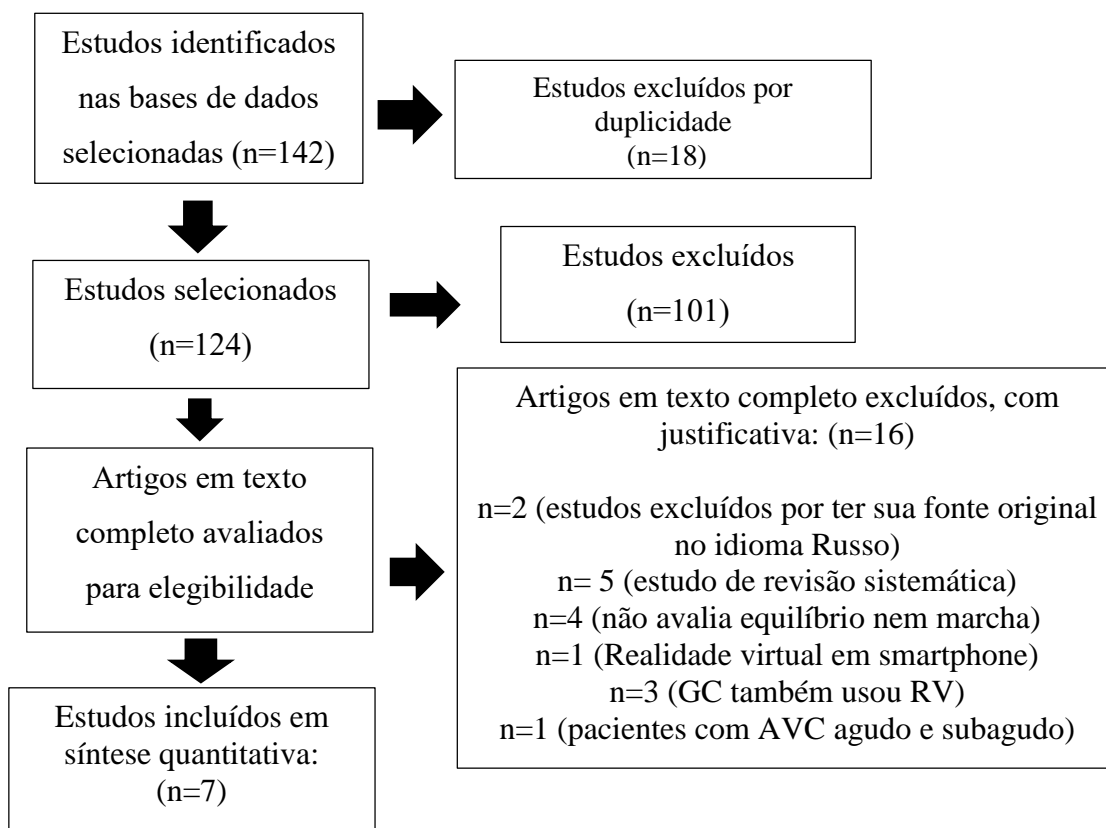 Estudos identificados
nas bases de dados
selecionadas (n=142)
Estudos excluídos por
duplicidade
(n=18)
Estudos selecionados
(n=124)
Estudos excluídos
(n=101)
Artigos em texto
completo avaliados
para elegibilidade
Artigos em texto completo excluídos, com
justificativa: (n=16)
n=2 (estudos excluídos por ter sua fonte original
no idioma Russo)
n= 5 (estudo de revisão sistemática)
n=4 (não avalia equilíbrio nem marcha)
n=1 (Realidade virtual em smartphone)
n=3 (GC também usou RV)
n=1 (pacientes com AVC agudo e subagudo)
Estudos incluídos em
síntese quantitativa:
(n=7)